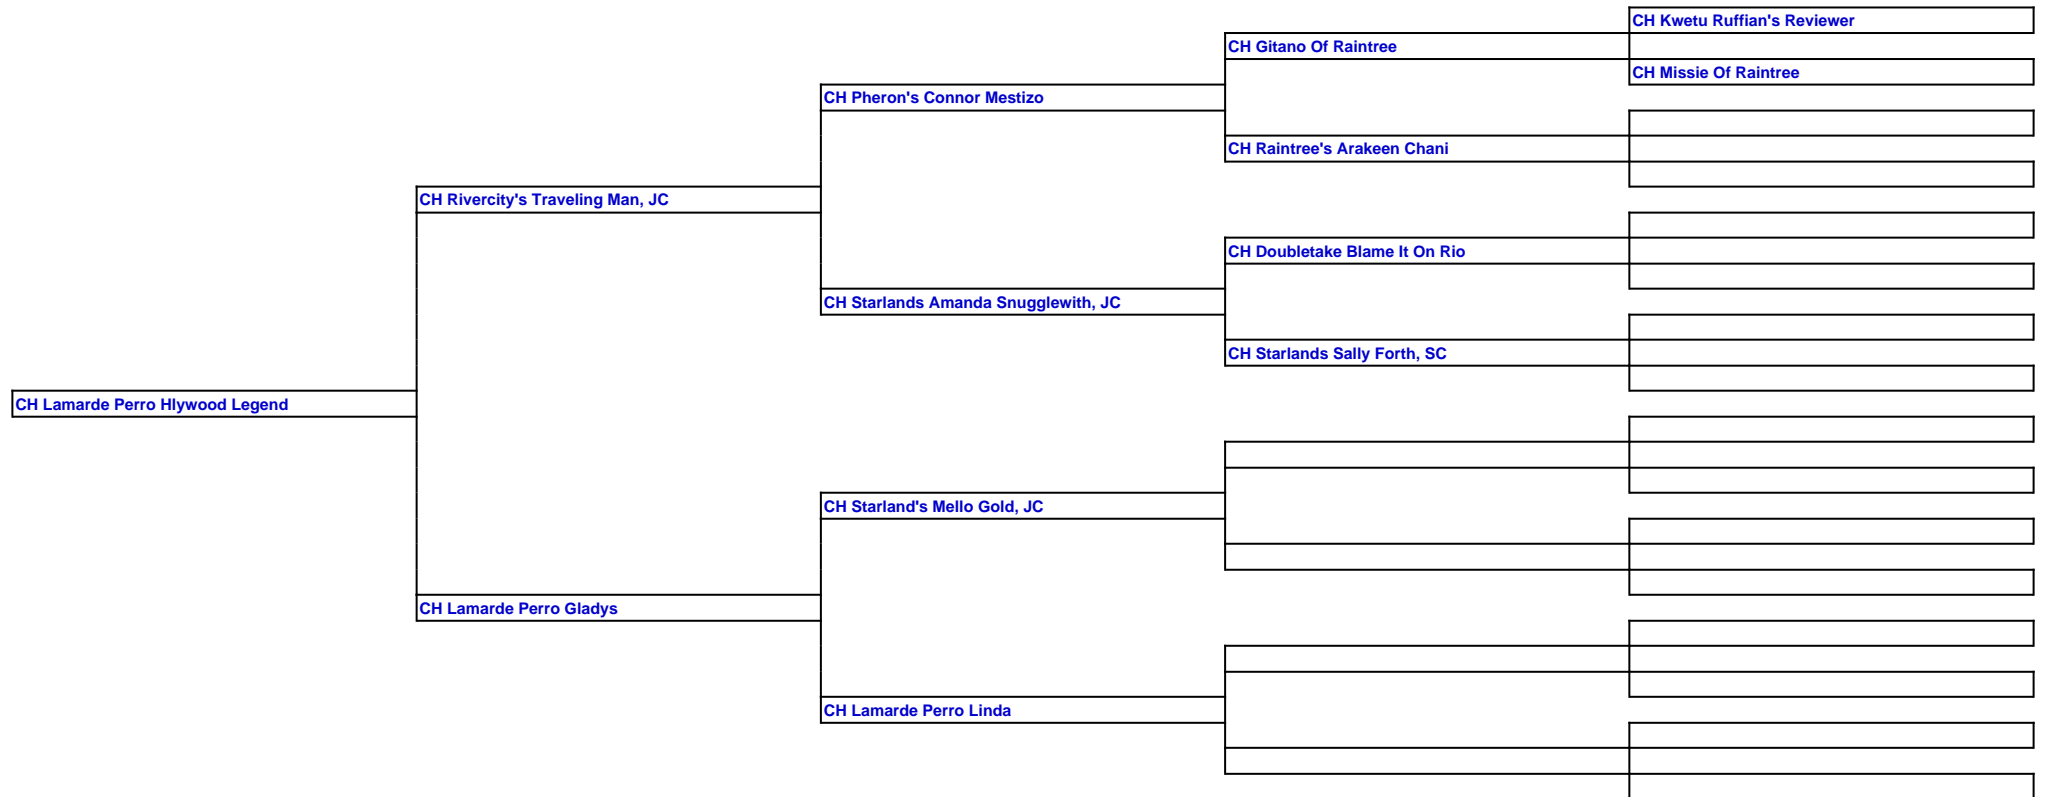 CH Kwetu Ruffian's Reviewer
CH Gitano Of Raintree
CH Missie Of Raintree
CH Pheron's Connor Mestizo
CH Raintree's Arakeen Chani
CH Rivercity's Traveling Man, JC
CH Doubletake Blame It On Rio
CH Starlands Amanda Snugglewith, JC
CH Starlands Sally Forth, SC
CH Lamarde Perro Hlywood Legend
CH Starland's Mello Gold, JC
CH Lamarde Perro Gladys
CH Lamarde Perro Linda